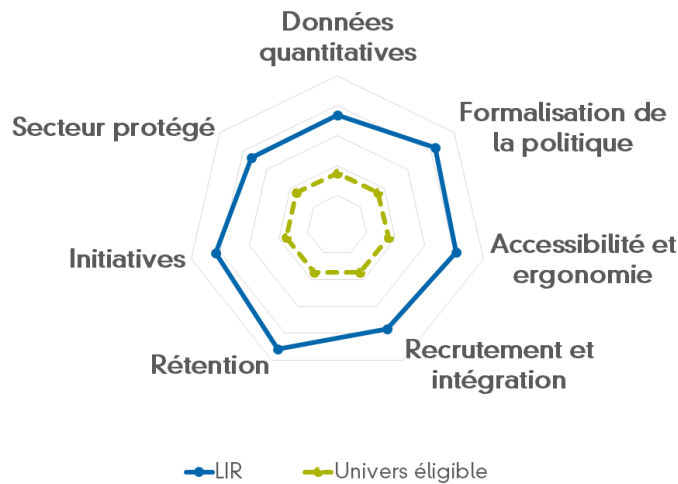 Données
quantitatives
Formalisation de
la politique
Secteur protégé
Accessibilité et
ergonomie
Initiatives
Recrutement et
intégration
Rétention
LIR
Univers éligible